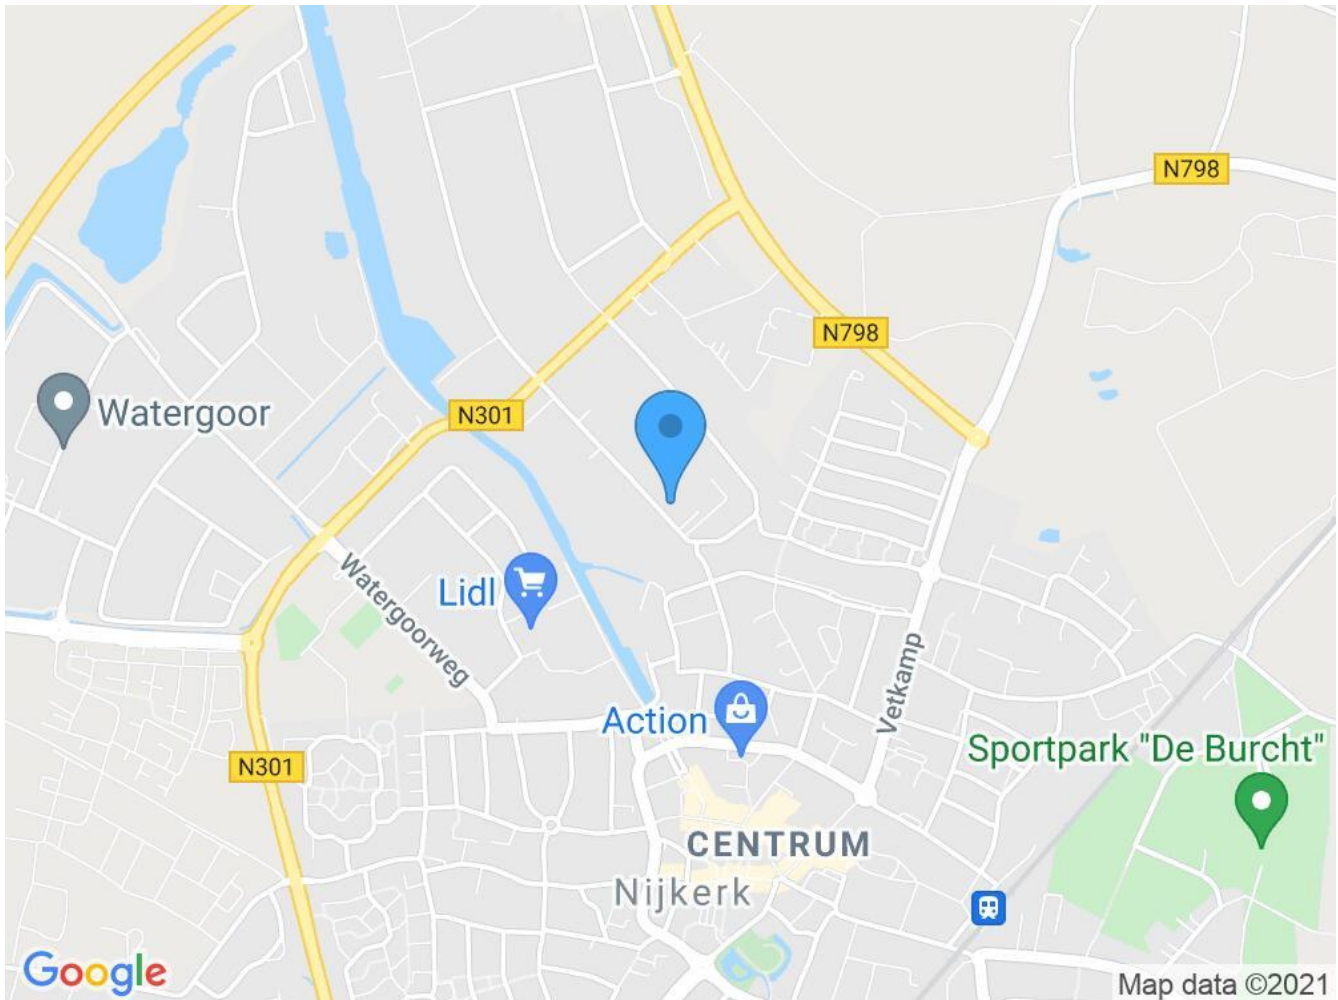 N798
N798
Watergoor
N301
Lidl
Watergoorweg
Vetkamp
Action
Sportpark "De Burcht"
N301
CENTRUM
Nijkerk
Google
Map data ©2021